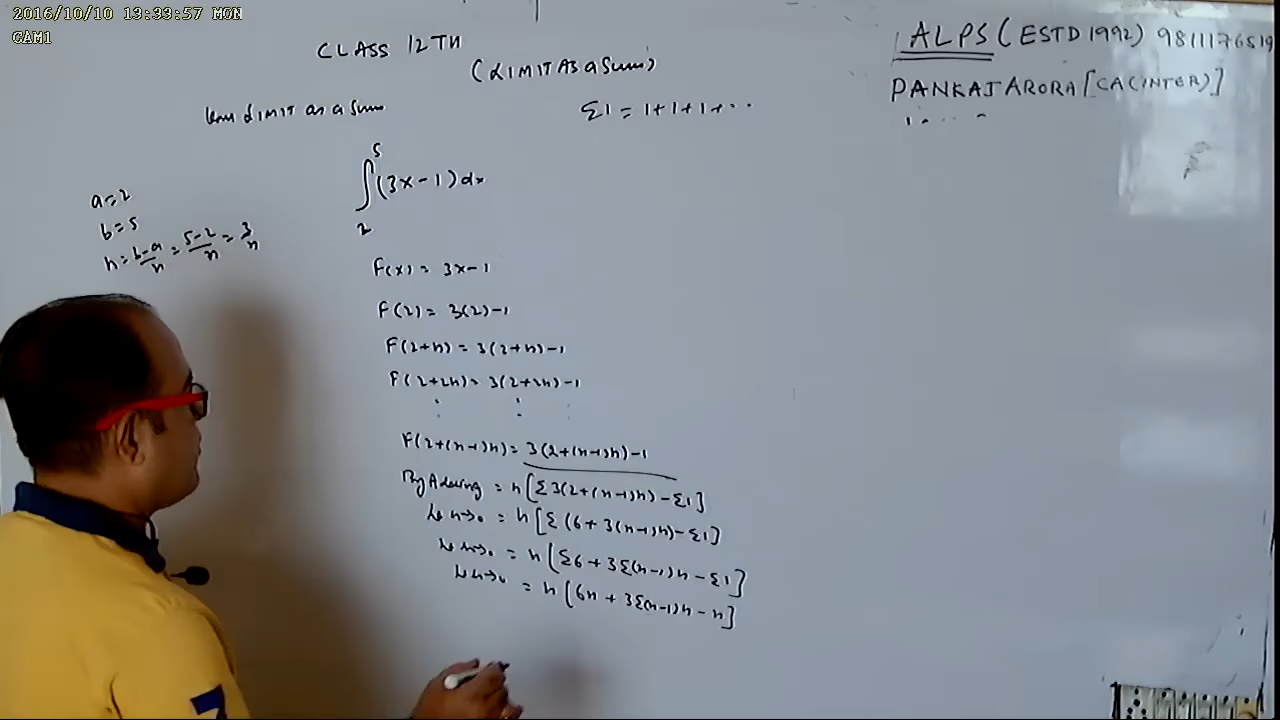 2016/10/10 13:33:57 MON
CAM1
CLASS 12TH
(LIMIT AS a Sum)
LIMIT as a Sum
Σ1 = 1+1+1+...
ALPS (ESTD 1992) 9811176519
PANKAJ ARORA [CA (INTER)]
∫₂⁵ (3x-1) dx
a=2
b=5
h = b-a/n = 5-2/n = 3/n
F(x) = 3x-1
F(2) = 3(2)-1
F(2+h) = 3(2+h)-1
F(2+2h) = 3(2+2h)-1
F(2+(n-1)h) = 3(2+(n-1)h)-1
By Adding = h[Σ3(2+(n-1)h) - Σ1]
h→0 = h[Σ(6+3(n-1)h) - Σ1]
h→0 = h[Σ6+3Σ(n-1)h - Σ1]
h→0 = h[6n+3Σ(n-1)h - n]